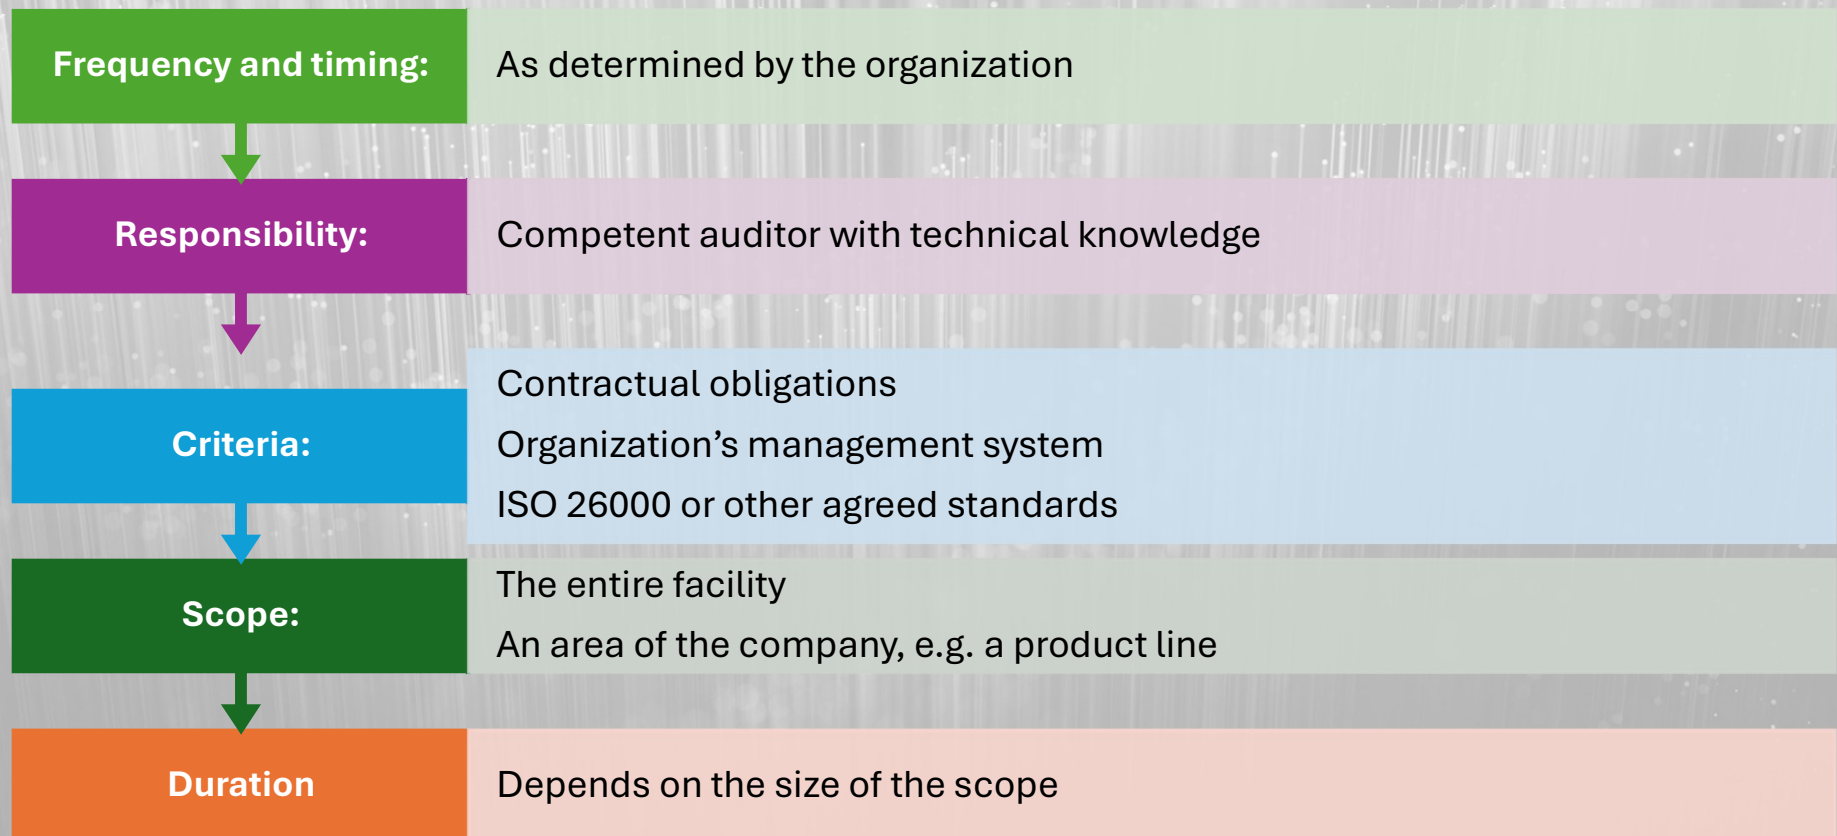 Frequency and timing:
As determined by the organization
Responsibility:
Competent auditor with technical knowledge
Criteria:
Contractual obligations
Organization’s management system
ISO 26000 or other agreed standards
Scope:
The entire facility
An area of the company, e.g. a product line
Duration
Depends on the size of the scope